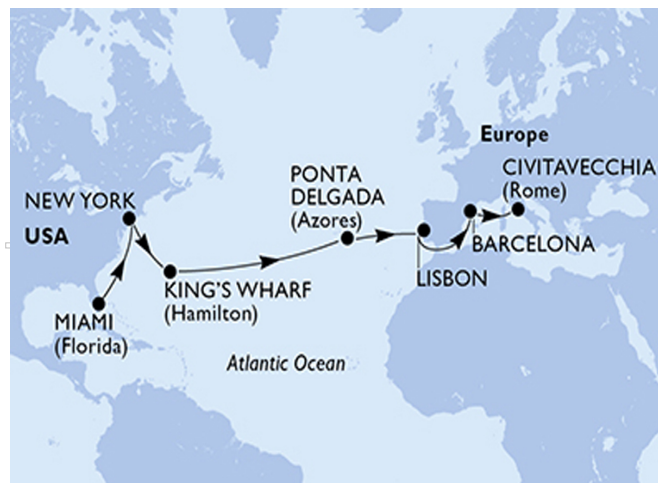 Europe
CIVITAVECCHIA
(Rome)
PONTA
DELGADA
(Azores)
NEW YORK
USA
BARCELONA
LISBON
KING'S WHARF
(Hamilton)
MIAMI
(Florida)
Atlantic Ocean